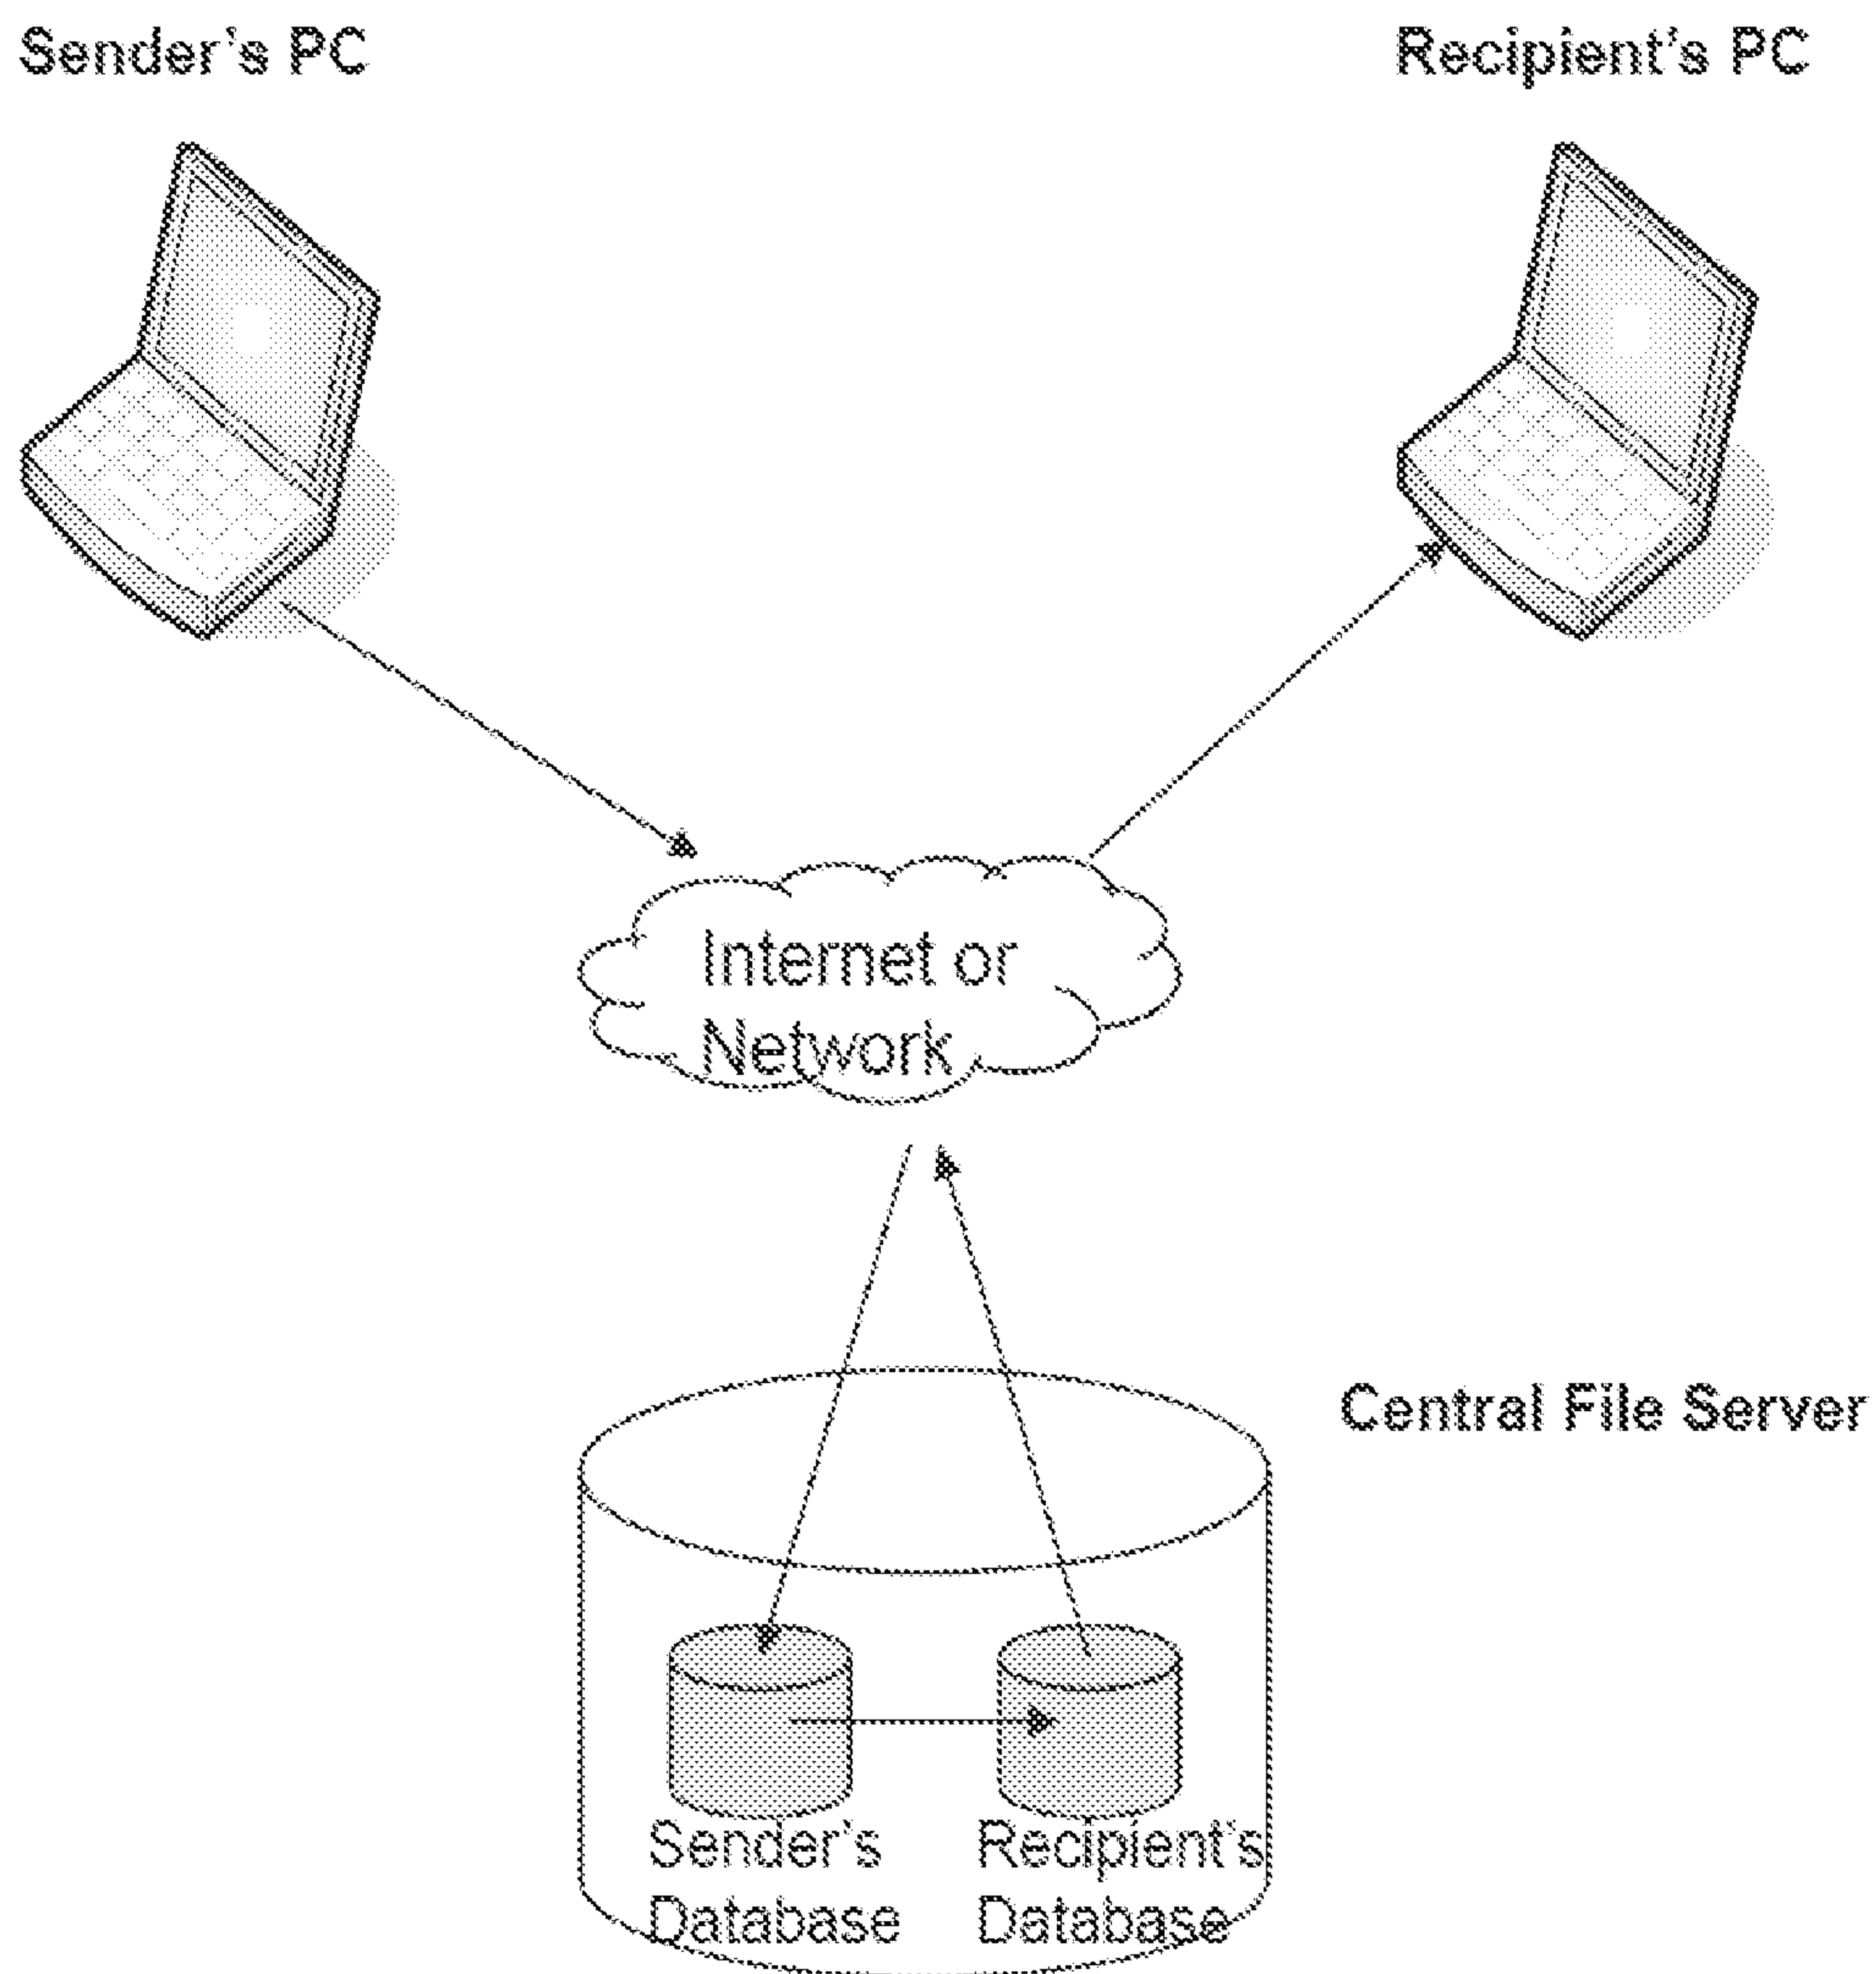 Sender's PC
Recipient's PC
Internet or
Network
Central File Server
Sender's
Database
Recipient's
Database